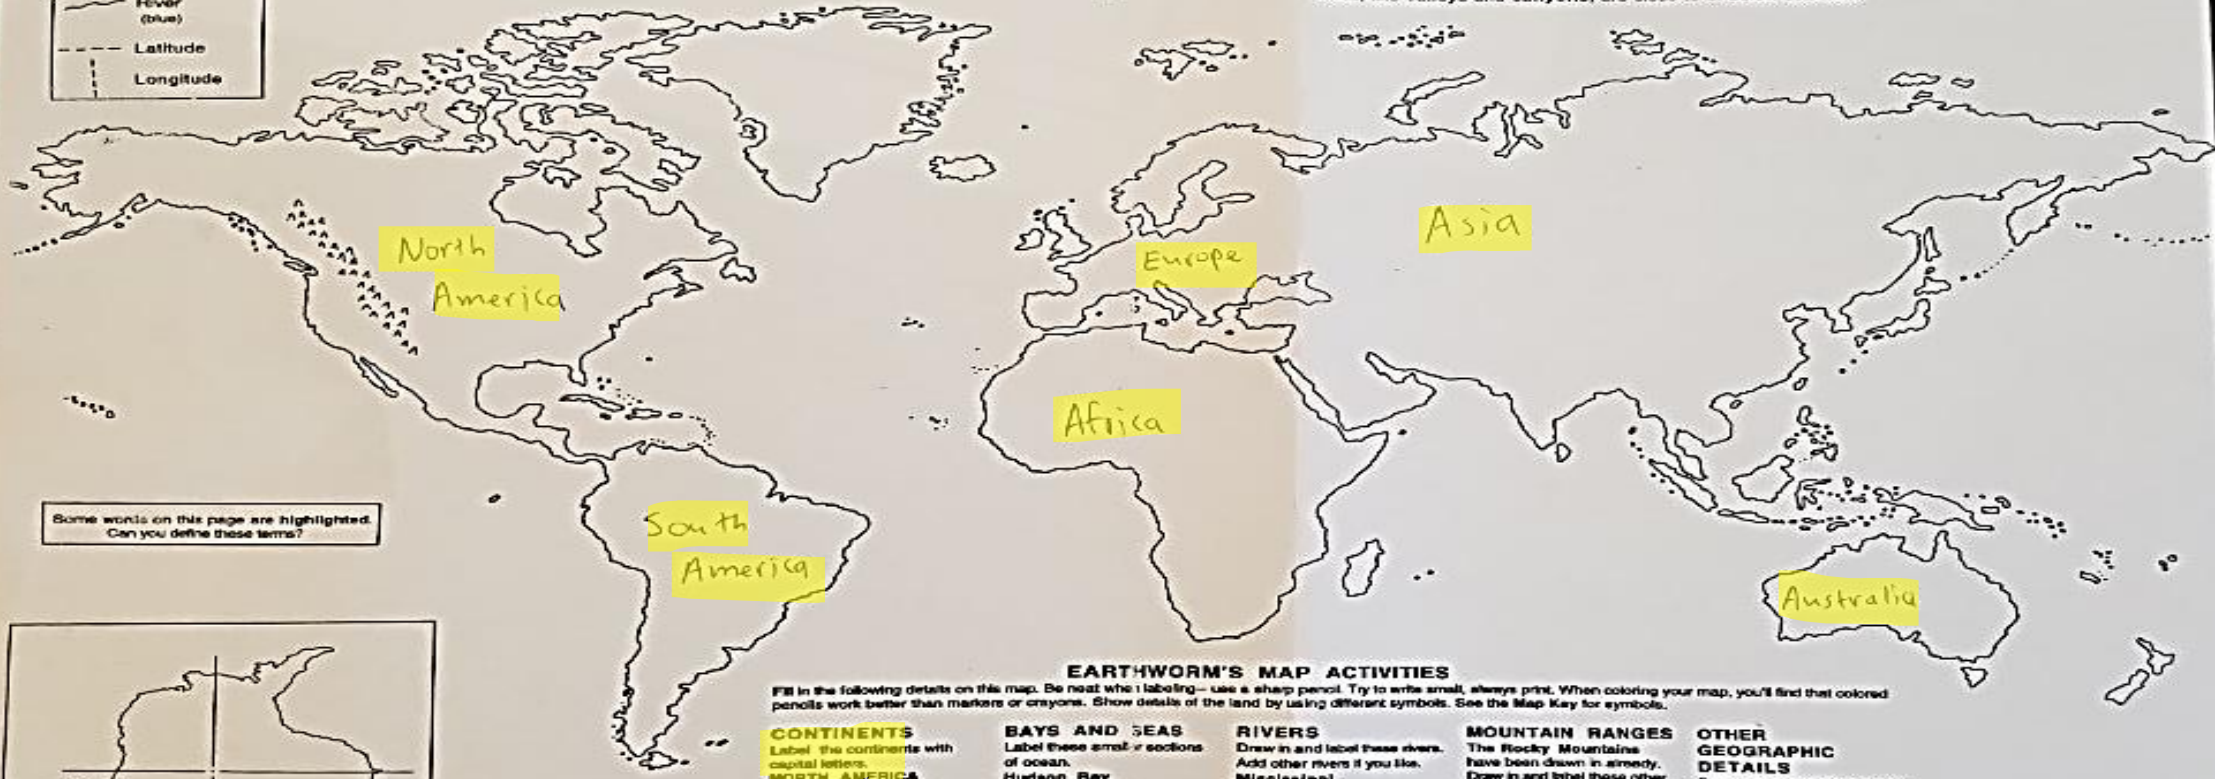 River
(blue)
Latitude
Longitude
North
America
Europe
Asia
Africa
South
America
Australia
Some words on this page are highlighted.
Can you define these terms?
EARTHWORM'S MAP ACTIVITIES
Fill in the following details on this map. Be neat when labeling— use a sharp pencil. Try to write small, always print. When coloring your map, you'll find that colored
pencils work better than markers or crayons. Show details of the land by using different symbols. See the Map Key for symbols.
CONTINENTS
Label the continents with
capital letters.
NORTH AMERICA
BAYS AND SEAS
Label these smaller sections
of ocean.
Hudson Bay
RIVERS
Draw in and label these rivers.
Add other rivers if you like.
Mississippi
MOUNTAIN RANGES
The Rocky Mountains
have been drawn in already.
Draw in and label these other
OTHER
GEOGRAPHIC
DETAILS